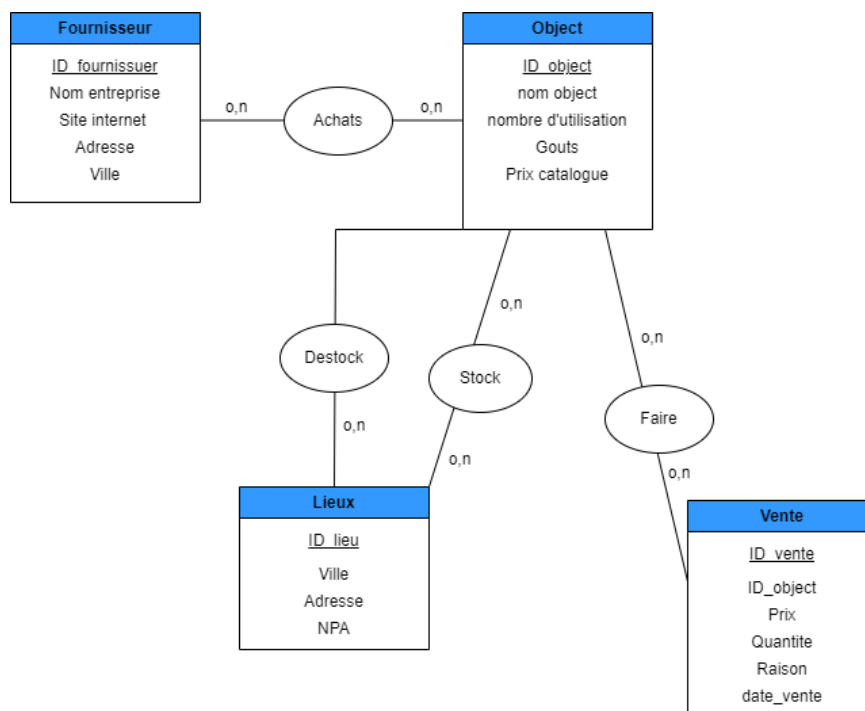 Fournisseur
ID_fournissuer
Nom entreprise
Site internet
Adresse
Ville
o,n
Achats
o,n
Object
ID_object
nom object
nombre d'utilisation
Gouts
Prix catalogue
Destock
o,n
o,n
Stock
o,n
o,n
Faire
o,n
Lieux
ID_lieu
Ville
Adresse
NPA
Vente
ID_vente
ID_object
Prix
Quantite
Raison
date_vente